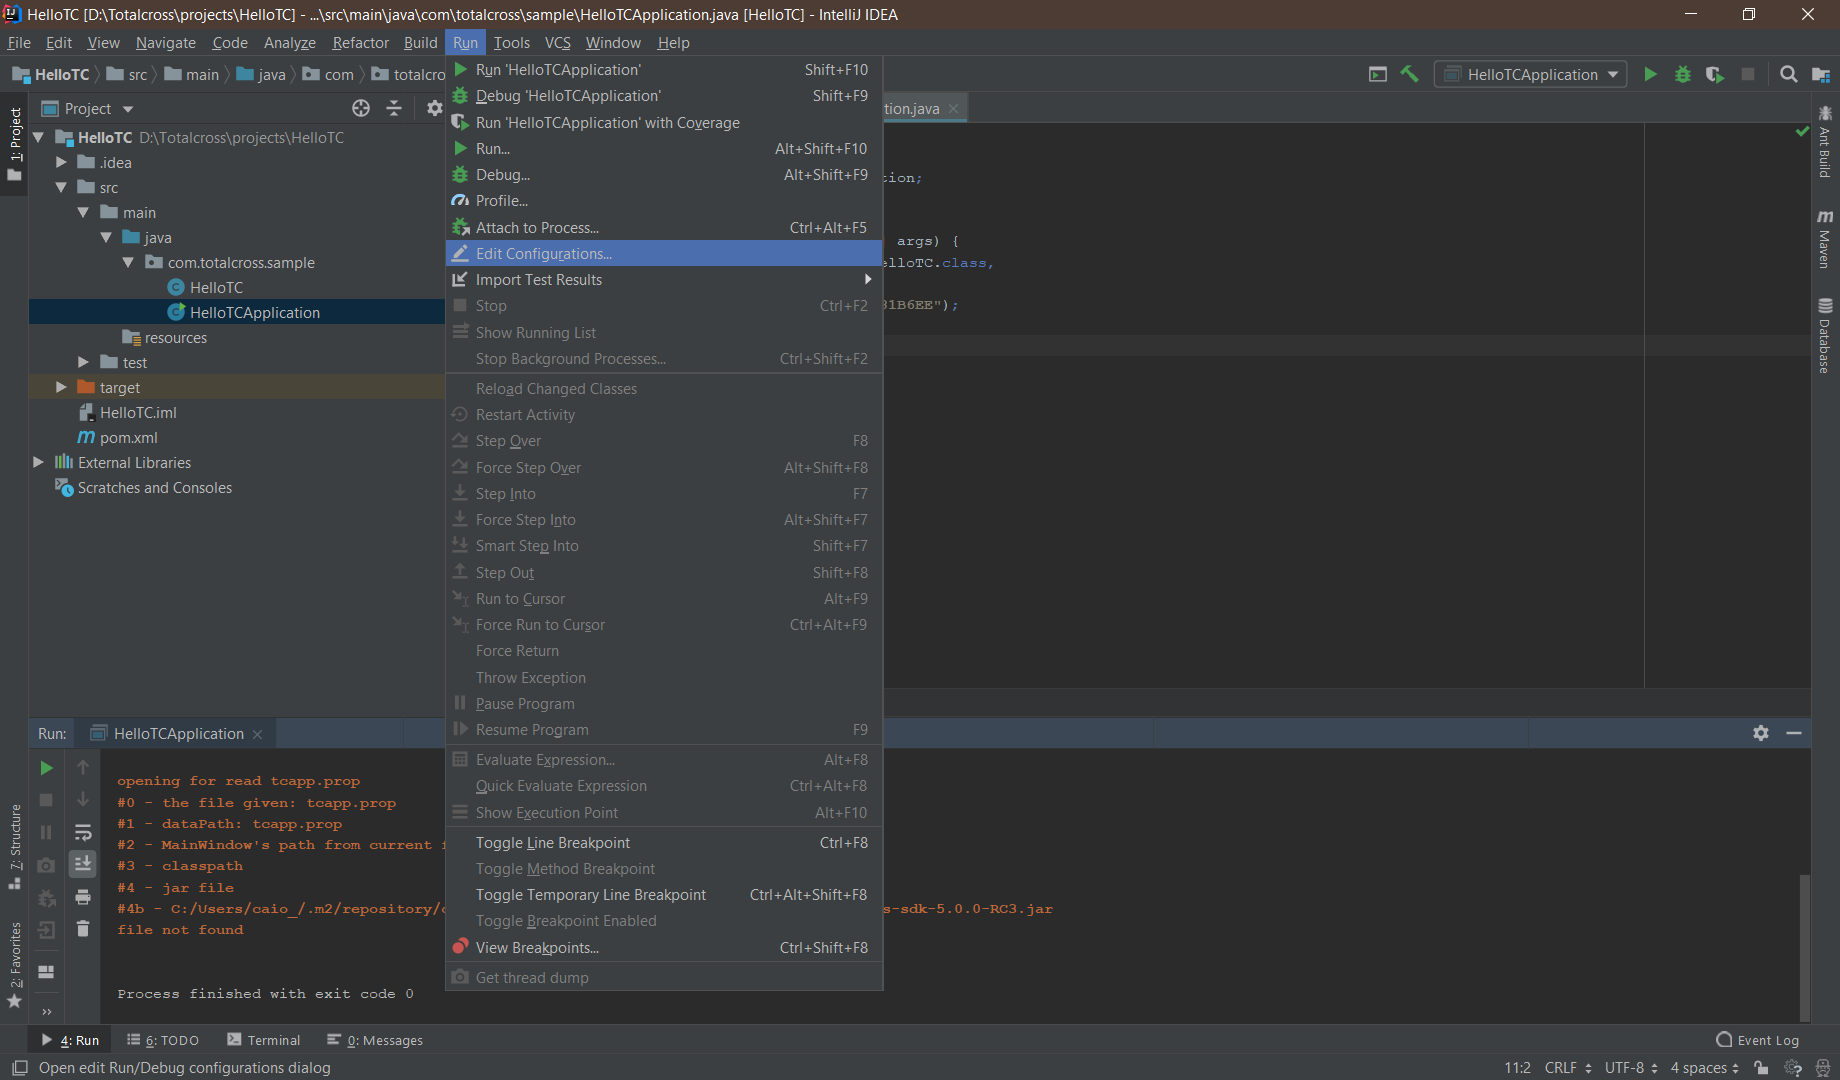 HelloTC [D:\Totalcross\projects\HelloTC] - ...\src\main\java\com\totalcross\sample\HelloTCApplication.java [HelloTC] - IntelliJ IDEA
File Edit View Navigate Code Analyze Refactor Build Run Tools VCS Window Help
HelloTC src main java com totalcro
HelloTCApplication
Project
tion.java
1: Project
HelloTC D:\Totalcross\projects\HelloTC
.idea
src
main
java
com.totalcross.sample
HelloTC
HelloTCApplication
resources
test
target
HelloTC.iml
pom.xml
External Libraries
Scratches and Consoles
Run 'HelloTCApplication' Shift+F10
Debug 'HelloTCApplication' Shift+F9
Run 'HelloTCApplication' with Coverage
Run... Alt+Shift+F10
Debug... Alt+Shift+F9
Profile...
Attach to Process... Ctrl+Alt+F5
Edit Configurations...
Import Test Results
Stop Ctrl+F2
Show Running List
Stop Background Processes... Ctrl+Shift+F2
Reload Changed Classes
Restart Activity
Step Over F8
Force Step Over Alt+Shift+F8
Step Into F7
Force Step Into Alt+Shift+F7
Smart Step Into Shift+F7
Step Out Shift+F8
Run to Cursor Alt+F9
Force Run to Cursor Ctrl+Alt+F9
Force Return
Throw Exception
Pause Program
Resume Program F9
Evaluate Expression... Alt+F8
Quick Evaluate Expression Ctrl+Alt+F8
Show Execution Point Alt+F10
Toggle Line Breakpoint Ctrl+F8
Toggle Method Breakpoint
Toggle Temporary Line Breakpoint Ctrl+Alt+Shift+F8
Toggle Breakpoint Enabled
View Breakpoints... Ctrl+Shift+F8
Get thread dump
tion;
args) {
elloTC.class,
31B6EE");
Ant Build
Maven
Database
Run: HelloTCApplication
opening for read tcapp.prop
#0 - the file given: tcapp.prop
#1 - dataPath: tcapp.prop
#2 - MainWindow's path from current
#3 - classpath
#4 - jar file
#4b - C:/Users/caio_/.m2/repository/ s-sdk-5.0.0-RC3.jar
file not found
Process finished with exit code 0
7: Structure
2: Favorites
4: Run 6: TODO Terminal 0: Messages Event Log
Open edit Run/Debug configurations dialog 11:2 CRLF UTF-8 4 spaces